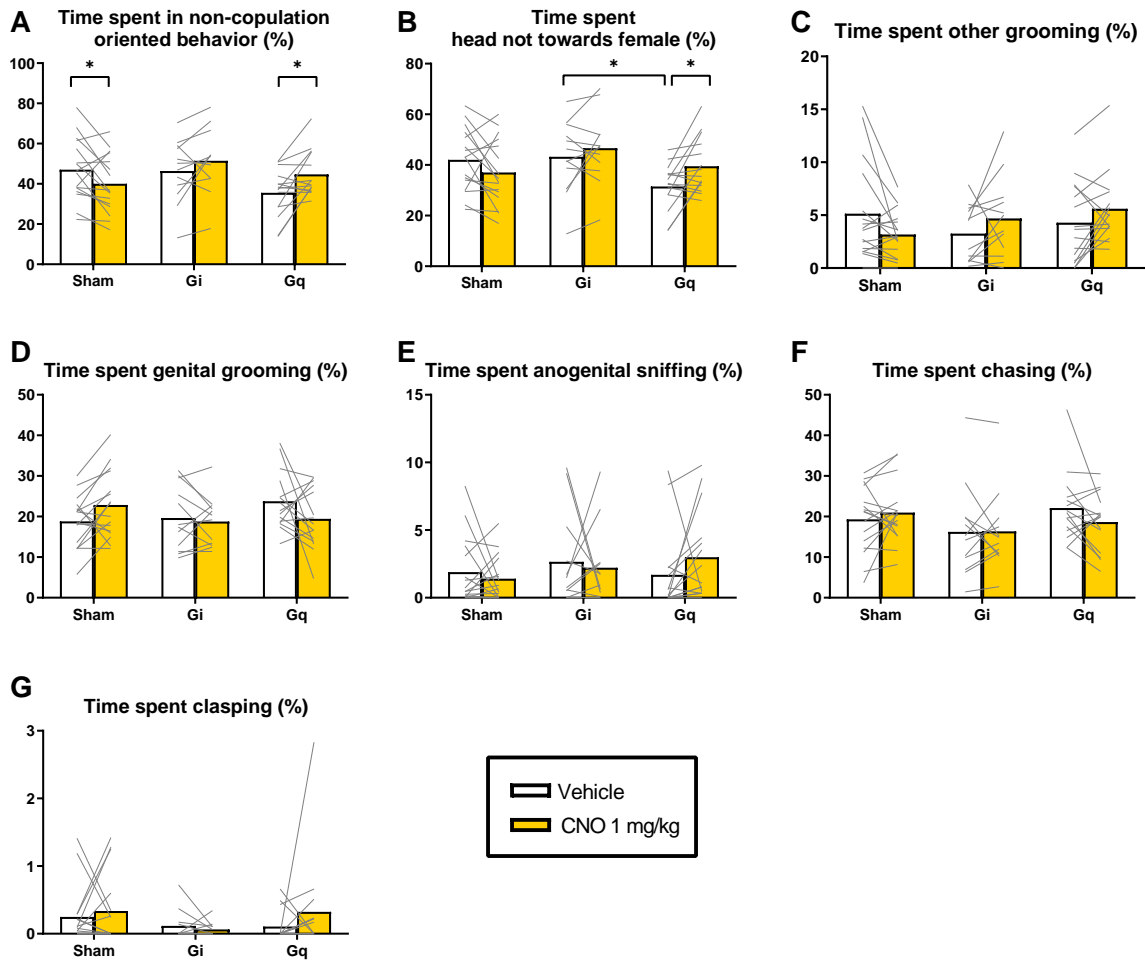 A
Time spent in non-copulation
oriented behavior (%)
100
80
60
40
20
0
*
*
Sham
Gi
Gq
B
Time spent
head not towards female (%)
80
60
40
20
0
*
*
Sham
Gi
Gq
C
Time spent other grooming (%)
20
15
10
5
0
Sham
Gi
Gq
D
Time spent genital grooming (%)
50
40
30
20
10
0
Sham
Gi
Gq
E
Time spent anogenital sniffing (%)
15
10
5
0
Sham
Gi
Gq
F
Time spent chasing (%)
50
40
30
20
10
0
Sham
Gi
Gq
G
Time spent clasping (%)
3
2
1
0
Sham
Gi
Gq
Vehicle
CNO 1 mg/kg